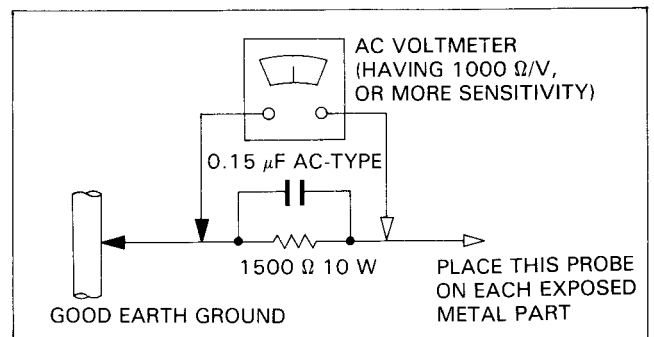 AC VOLTMETER
(HAVING 1000 Ω/V,
OR MORE SENSITIVITY)
0.15 μF AC-TYPE
1500 Ω 10 W
PLACE THIS PROBE
ON EACH EXPOSED
METAL PART
GOOD EARTH GROUND